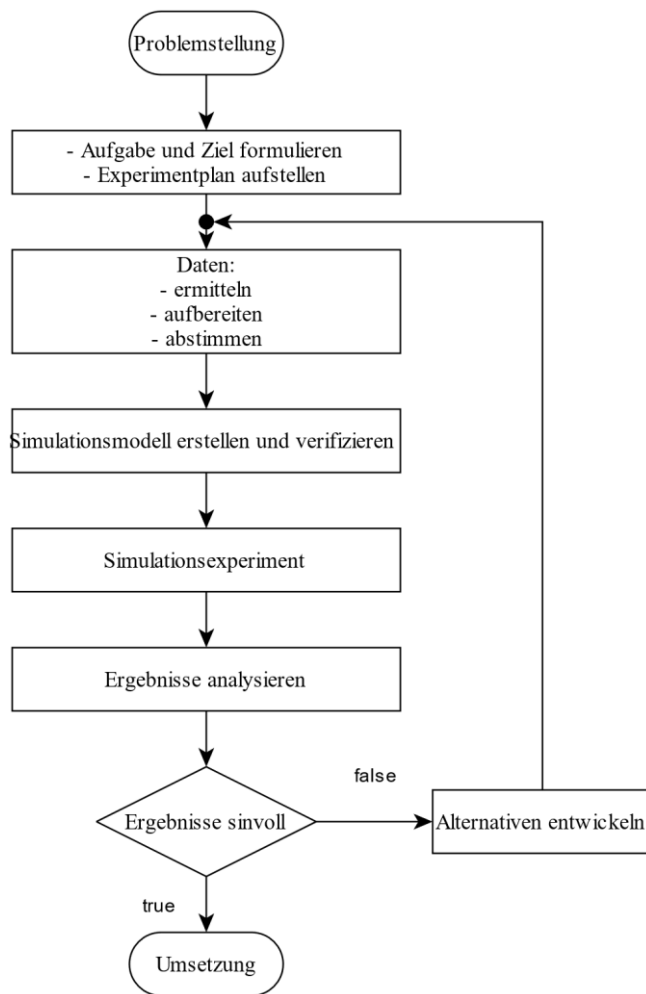 Problemstellung
- Aufgabe und Ziel formulieren
- Experimentplan aufstellen
Daten:
- ermitteln
- aufbereiten
- abstimmen
Simulationsmodell erstellen und verifizieren
Simulationsexperiment
Ergebnisse analysieren
Ergebnisse sinvoll
false
Alternativen entwickeln
true
Umsetzung